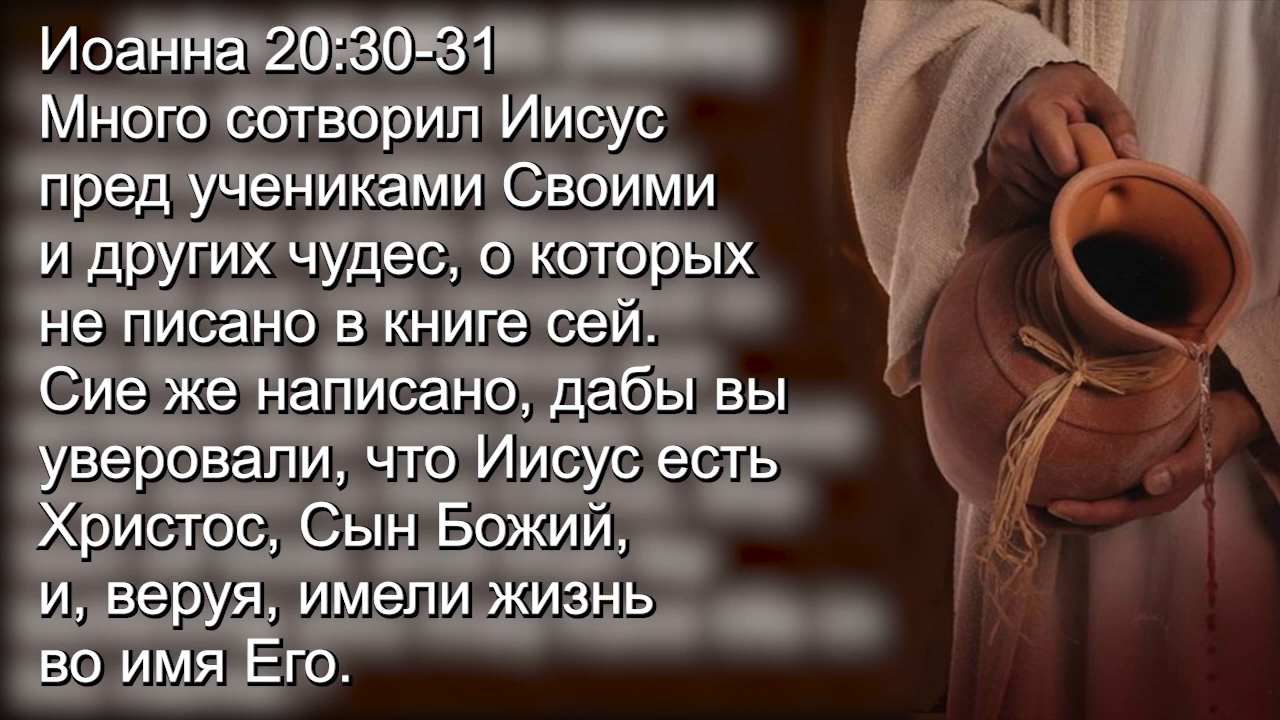 Иоанна 20:30-31
Много сотворил Иисус
пред учениками Своими
и других чудес, о которых
не писано в книге сей.
Сие же написано, дабы вы
уверовали, что Иисус есть
Христос, Сын Божий,
и, веруя, имели жизнь
во имя Его.